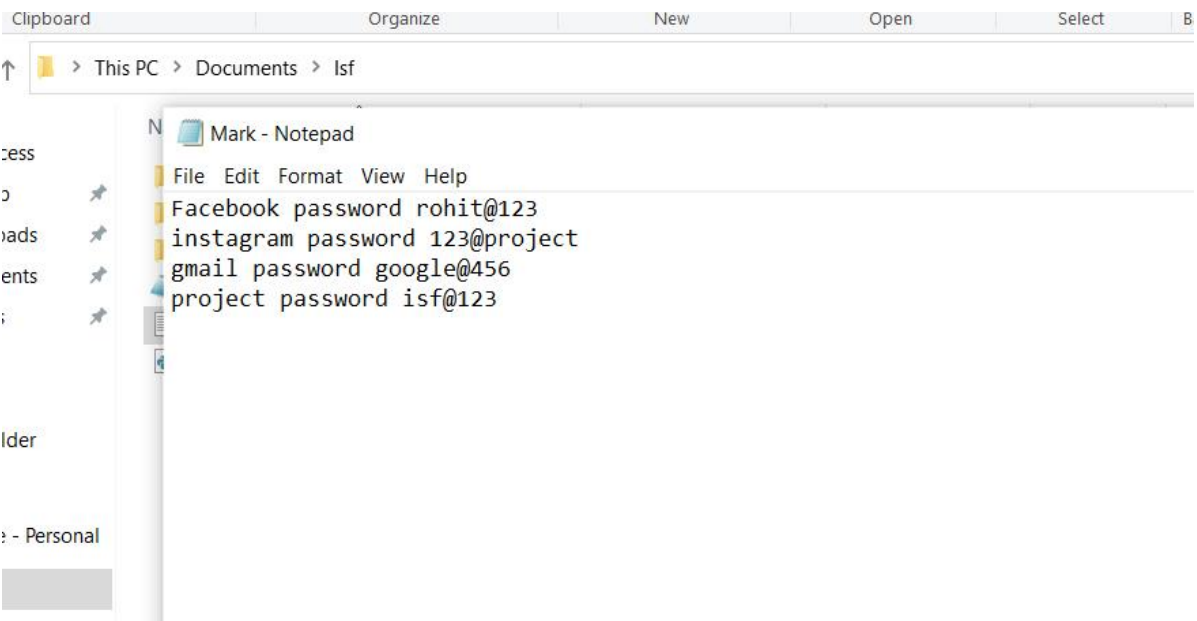 Clipboard Organize New Open Select
This PC > Documents > Isf
Mark - Notepad
File Edit Format View Help
Facebook password rohit@123
instagram password 123@project
gmail password google@456
project password isf@123
- Personal